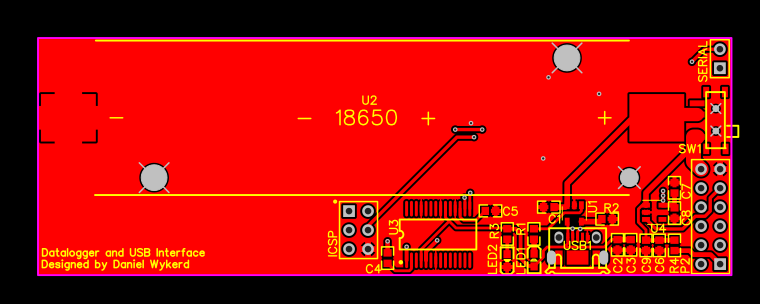 SERIAL
U2
- - 18650 + +
SW1
C7
C8
C5
C1
U1
R2
U4
U3
R3
R1
ICSP
USB1
C4
LED2
LED1
C2
C3
C9
C6
R4
P2
Datalogger and USB Interface
Designed by Daniel Wykerd